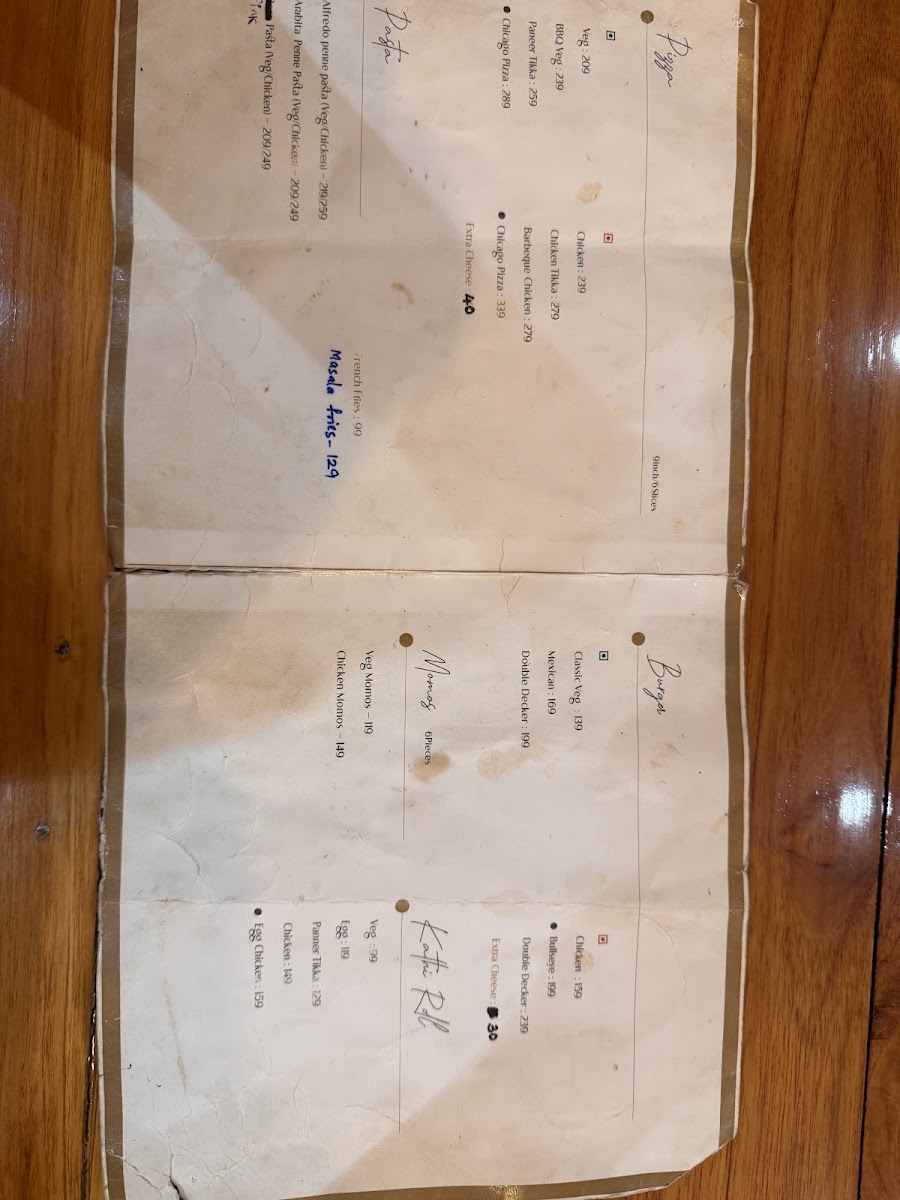 Pizza
9inch/6Slices
Veg : 209
BBQ Veg : 239
Paneer Tikka : 259
Chicago Pizza : 289
Chicken : 239
Chicken Tikka : 279
Barbeque Chicken : 279
Chicago Pizza : 339
Extra Cheese : 40
Pasta
Alfredo penne pasta (Veg/Chicken) – 219/259
Arabita Penne Pasta (Veg/Chicken) – 209/249
Pink Pasta (Veg/Chicken) – 209/249
French Fries : 99
Masala fries- 129
Burger
Classic Veg : 139
Mexican : 169
Double Decker : 199
Chicken : 159
Bullseye : 199
Double Decker : 239
Extra Cheese : 30
Momos 6Pieces
Veg Momos – 119
Chicken Momos – 149
Kathi Roll
Veg : 99
Egg : 119
Panner Tikka : 129
Chicken : 149
Egg Chicken : 159